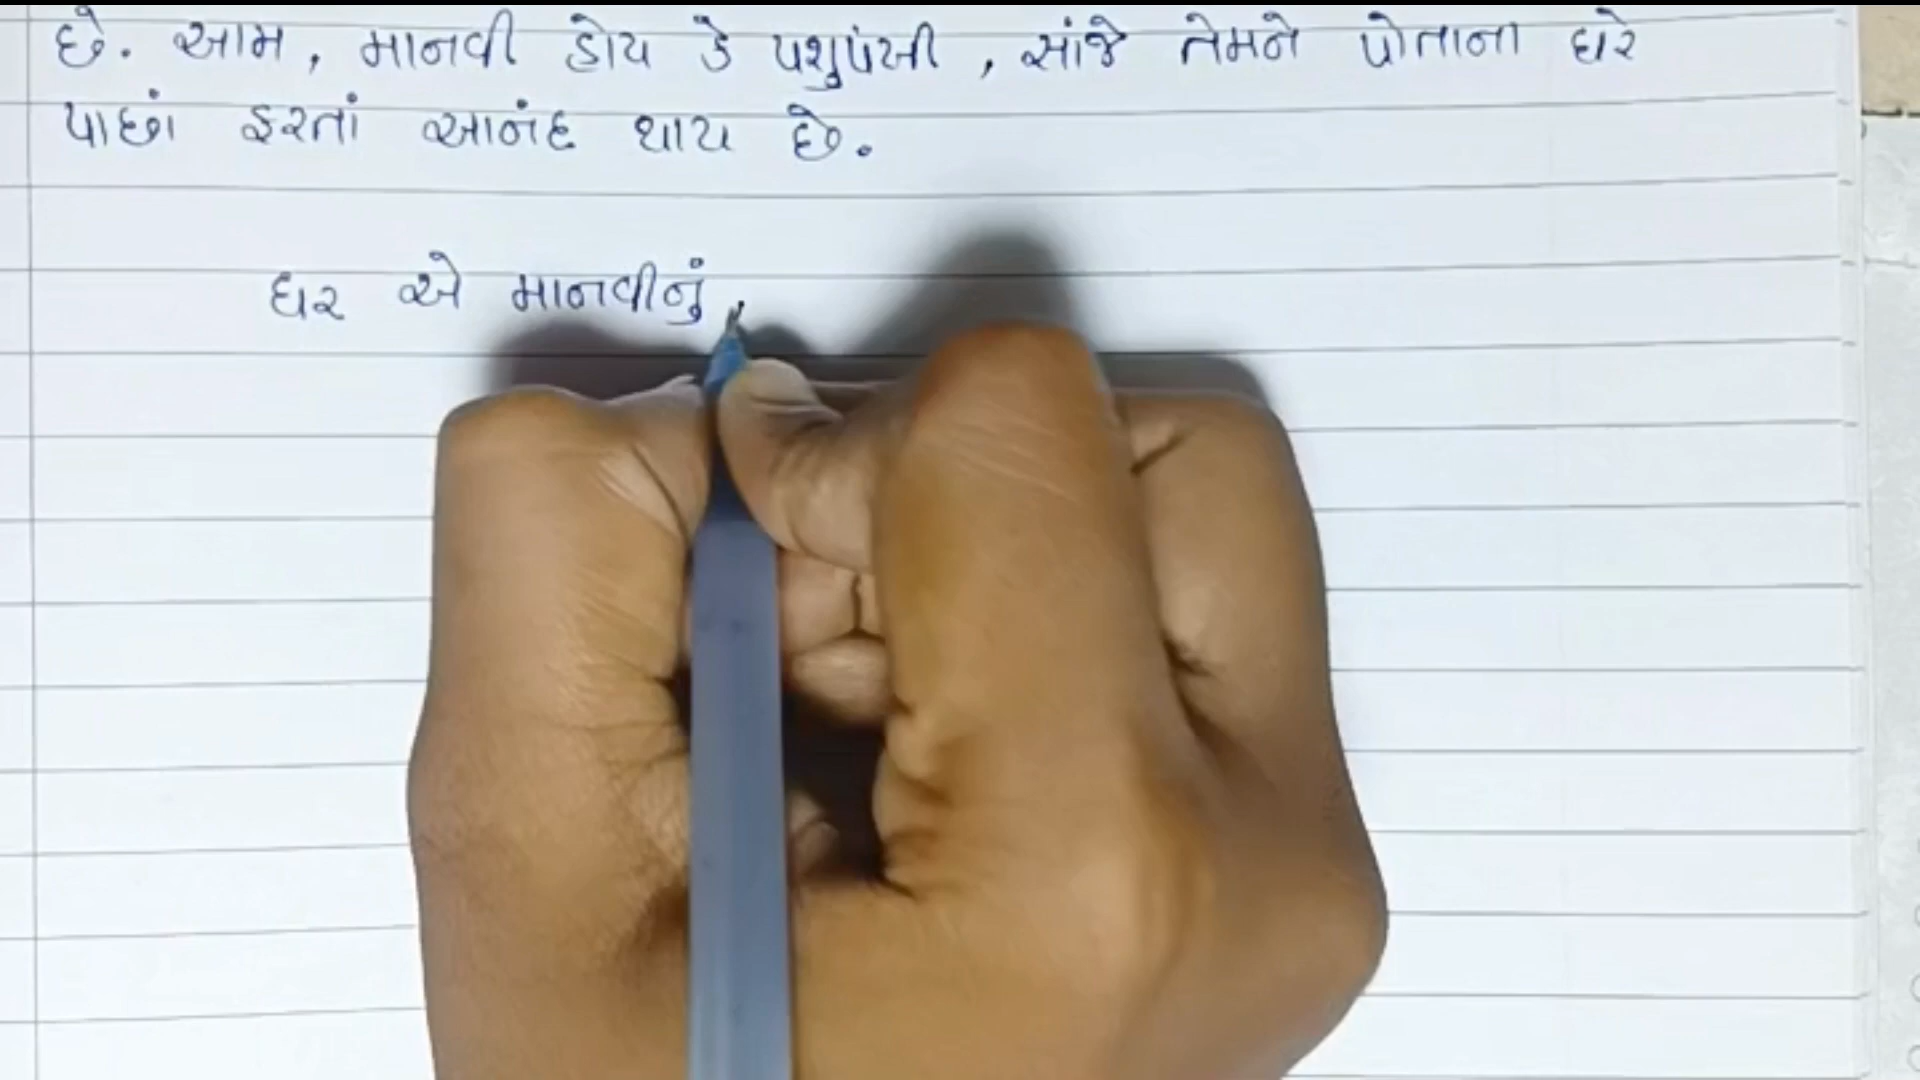 છે. આમ, માનવી હોય કે પશુપંખી, સાંજે તેમને પોતાના ઘરે
પાછાં ફરતાં આનંદ થાય છે.
ઘર એ માનવીનું